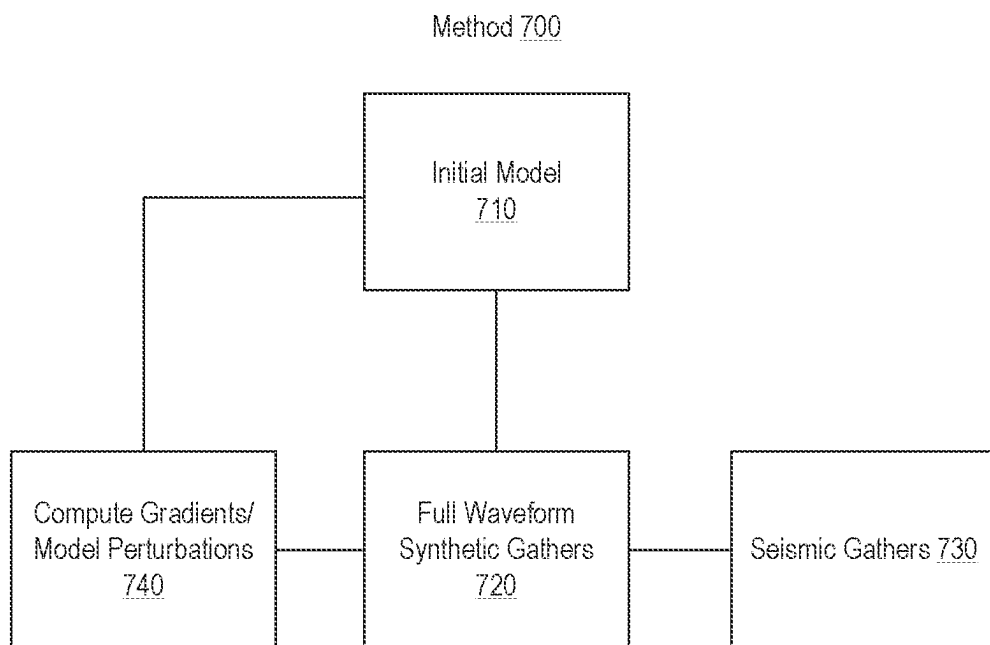 Method 700
Initial Model
710
Compute Gradients/
Model Perturbations
740
Full Waveform
Synthetic Gathers
720
Seismic Gathers 730